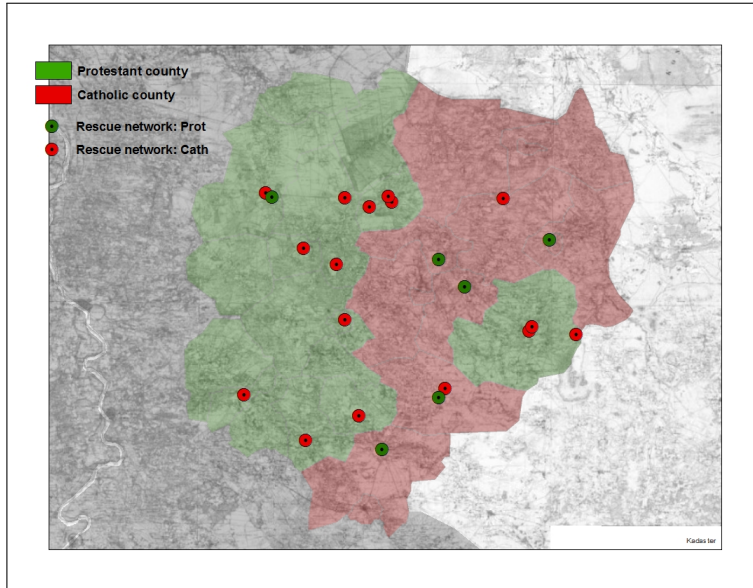 Protestant county
Catholic county
Rescue network: Prot
Rescue network: Cath
Kadaster